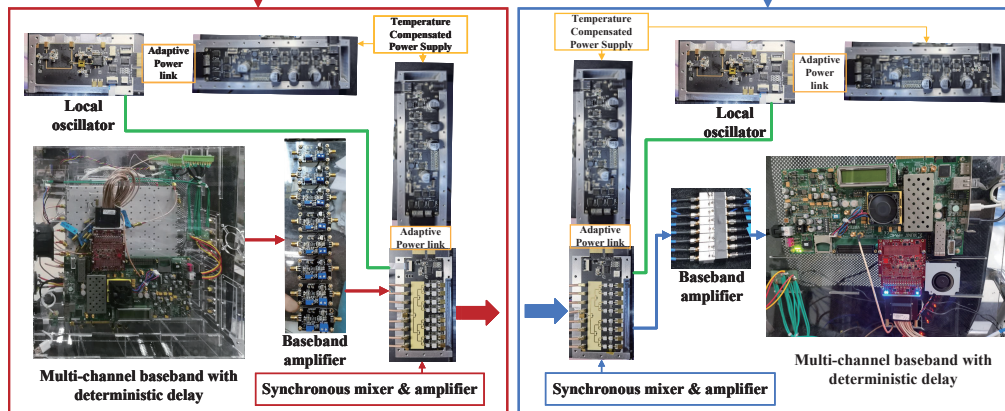 Temperature
Compensated
Power Supply
Adaptive
Power link
Local
oscillator
Adaptive
Power link
Baseband
amplifier
Multi-channel baseband with
deterministic delay
Synchronous mixer & amplifier
Temperature
Compensated
Power Supply
Adaptive
Power link
Local
oscillator
Adaptive
Power link
Baseband
amplifier
Multi-channel baseband with
deterministic delay
Synchronous mixer & amplifier